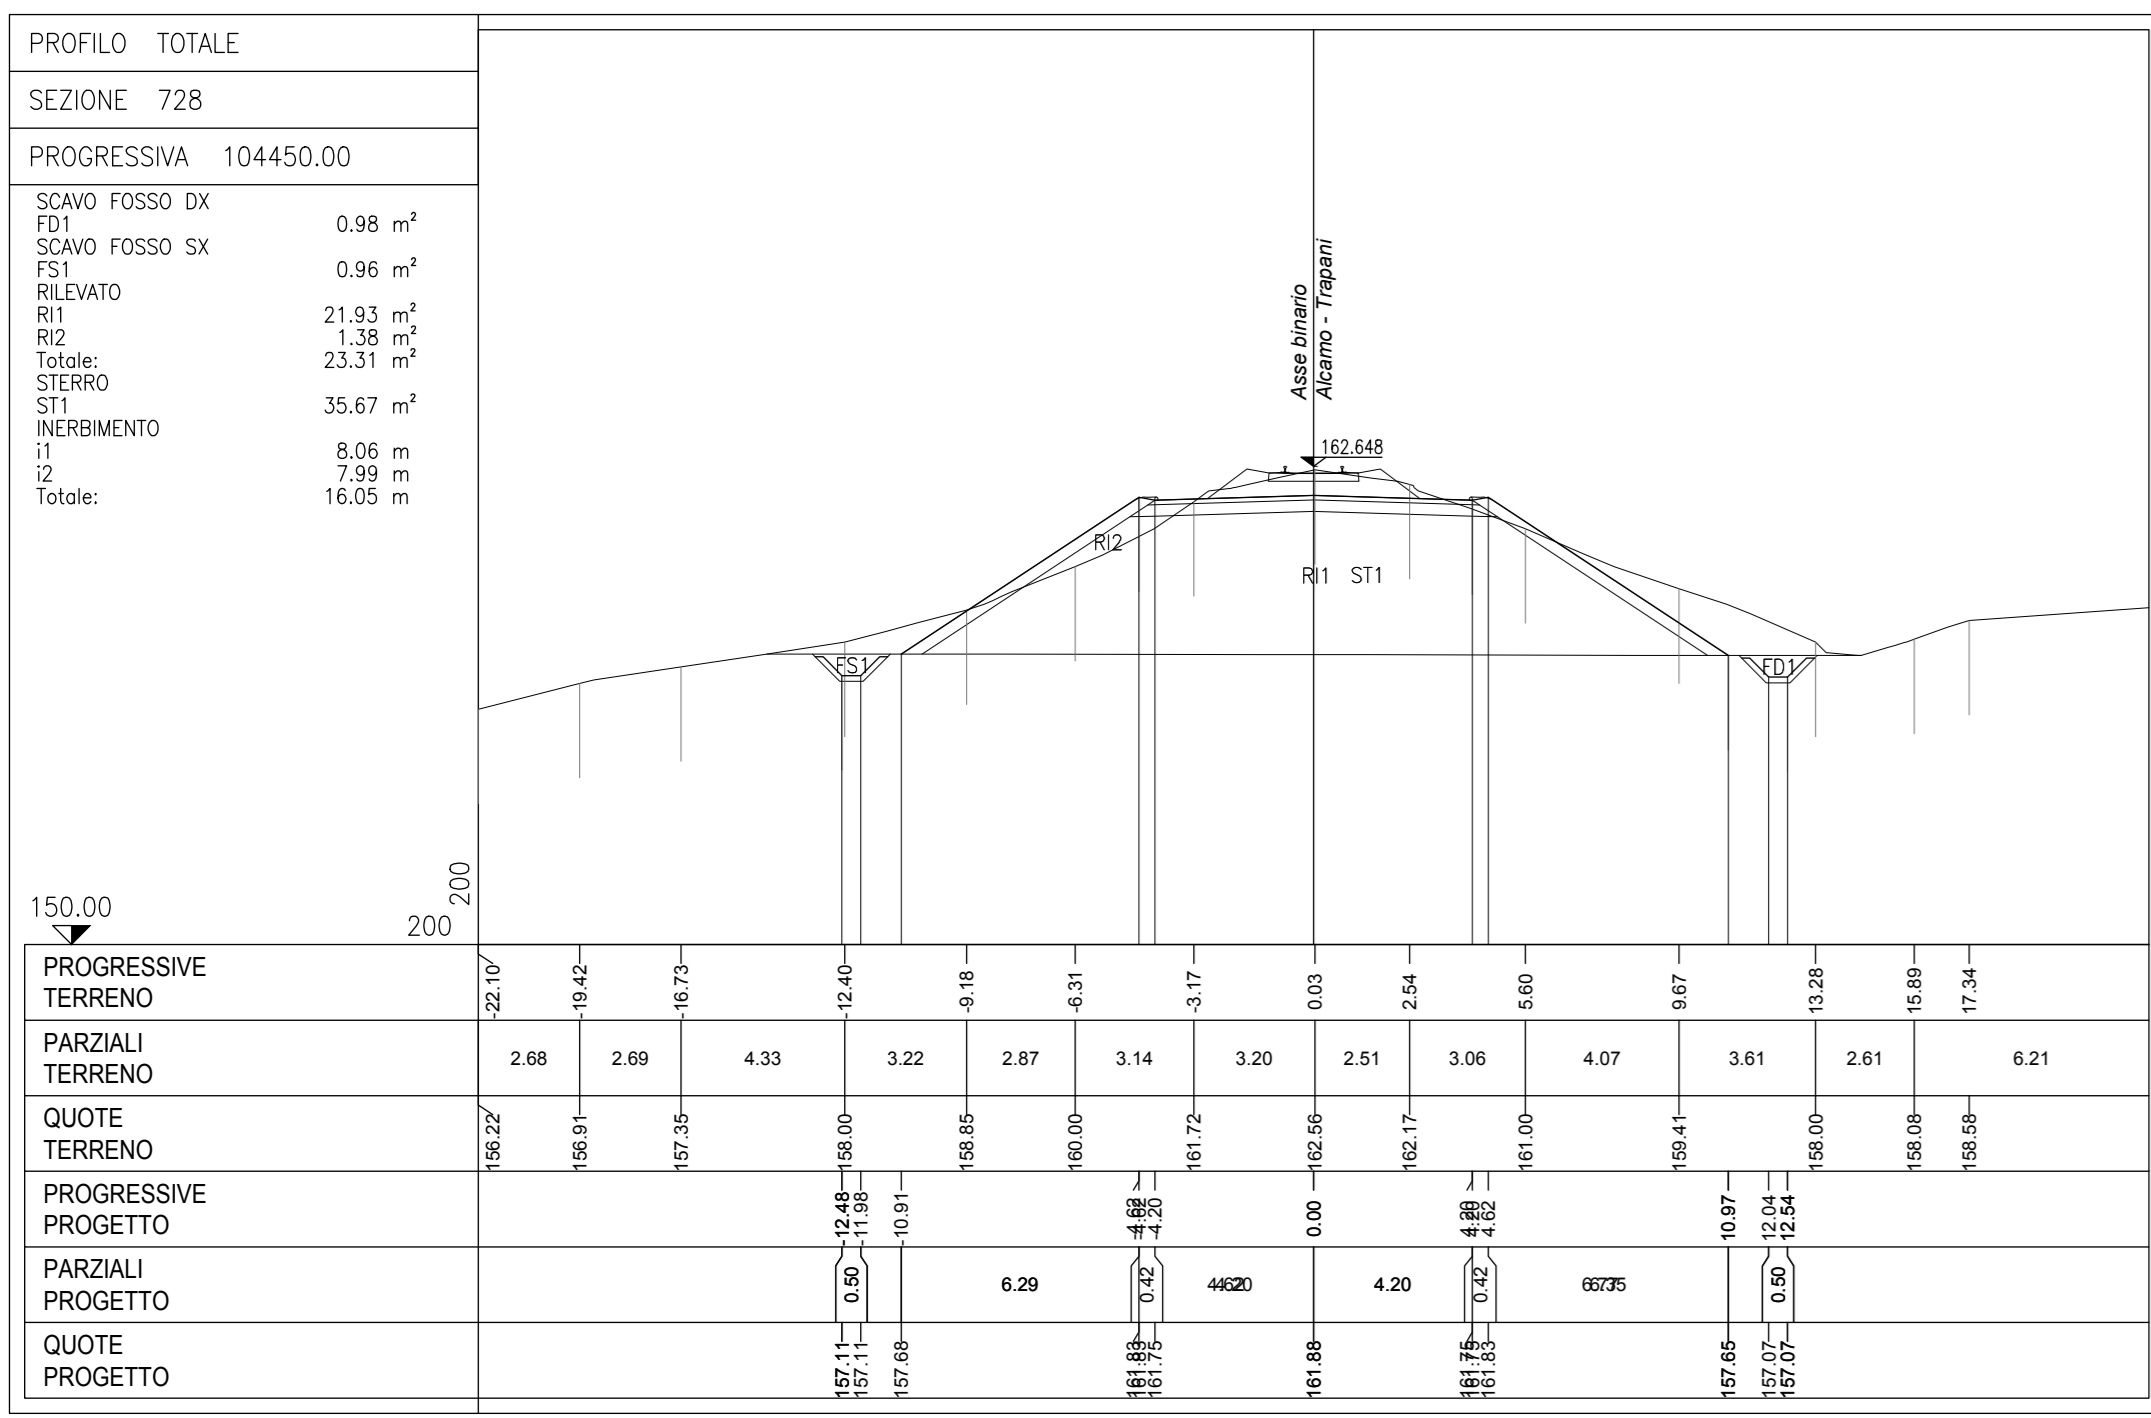 PROFILO TOTALE
SEZIONE 728
PROGRESSIVA 104450.00
SCAVO FOSSO DX
FD1 0.98 m²
SCAVO FOSSO SX
FS1 0.96 m²
RILEVATO
RI1 21.93 m²
RI2 1.38 m²
Totale: 23.31 m²
STERRO
ST1 35.67 m²
INERBIMENTO
i1 8.06 m
i2 7.99 m
Totale: 16.05 m
Asse binario
Alcamo - Trapani
162.648
RI2
RI1 ST1
FS1
FD1
150.00
200
200
PROGRESSIVE
TERRENO
-22.10 -19.42 -16.73 -12.40 -9.18 -6.31 -3.17 0.03 2.54 5.60 9.67 13.28 15.89 17.34
PARZIALI
TERRENO
2.68 2.69 4.33 3.22 2.87 3.14 3.20 2.51 3.06 4.07 3.61 2.61 6.21
QUOTE
TERRENO
156.22 156.91 157.35 158.00 158.85 160.00 161.72 162.56 162.17 161.00 159.41 158.00 158.08 158.58
PROGRESSIVE
PROGETTO
-12.48 -11.98 -10.91 -4.62 -4.20 0.00 4.20 4.62 10.97 12.04 12.54
PARZIALI
PROGETTO
0.50 6.29 0.42 4.20 0.42 0.50
QUOTE
PROGETTO
157.11 157.11 157.68 161.83 161.75 161.88 161.75 161.83 157.65 157.07 157.07